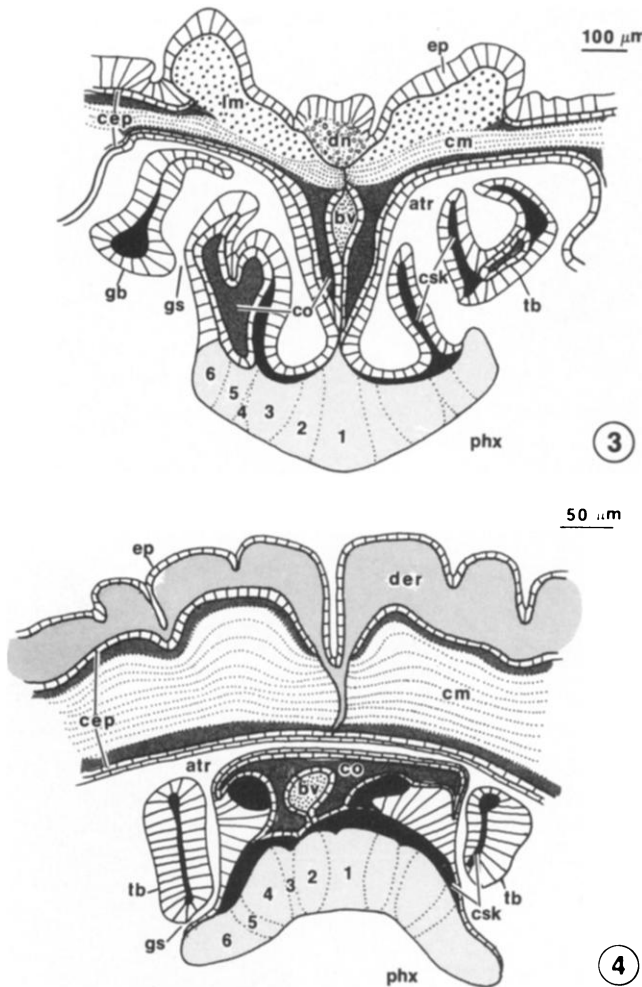 100 µm
ep
lm
cep
dn
cm
bv
atr
csk
gb
gs
co
tb
6
5
4
3
2
1
phx
3
50 µm
ep
der
cep
cm
atr
co
bv
tb
1
2
3
4
5
6
csk
tb
gs
phx
4